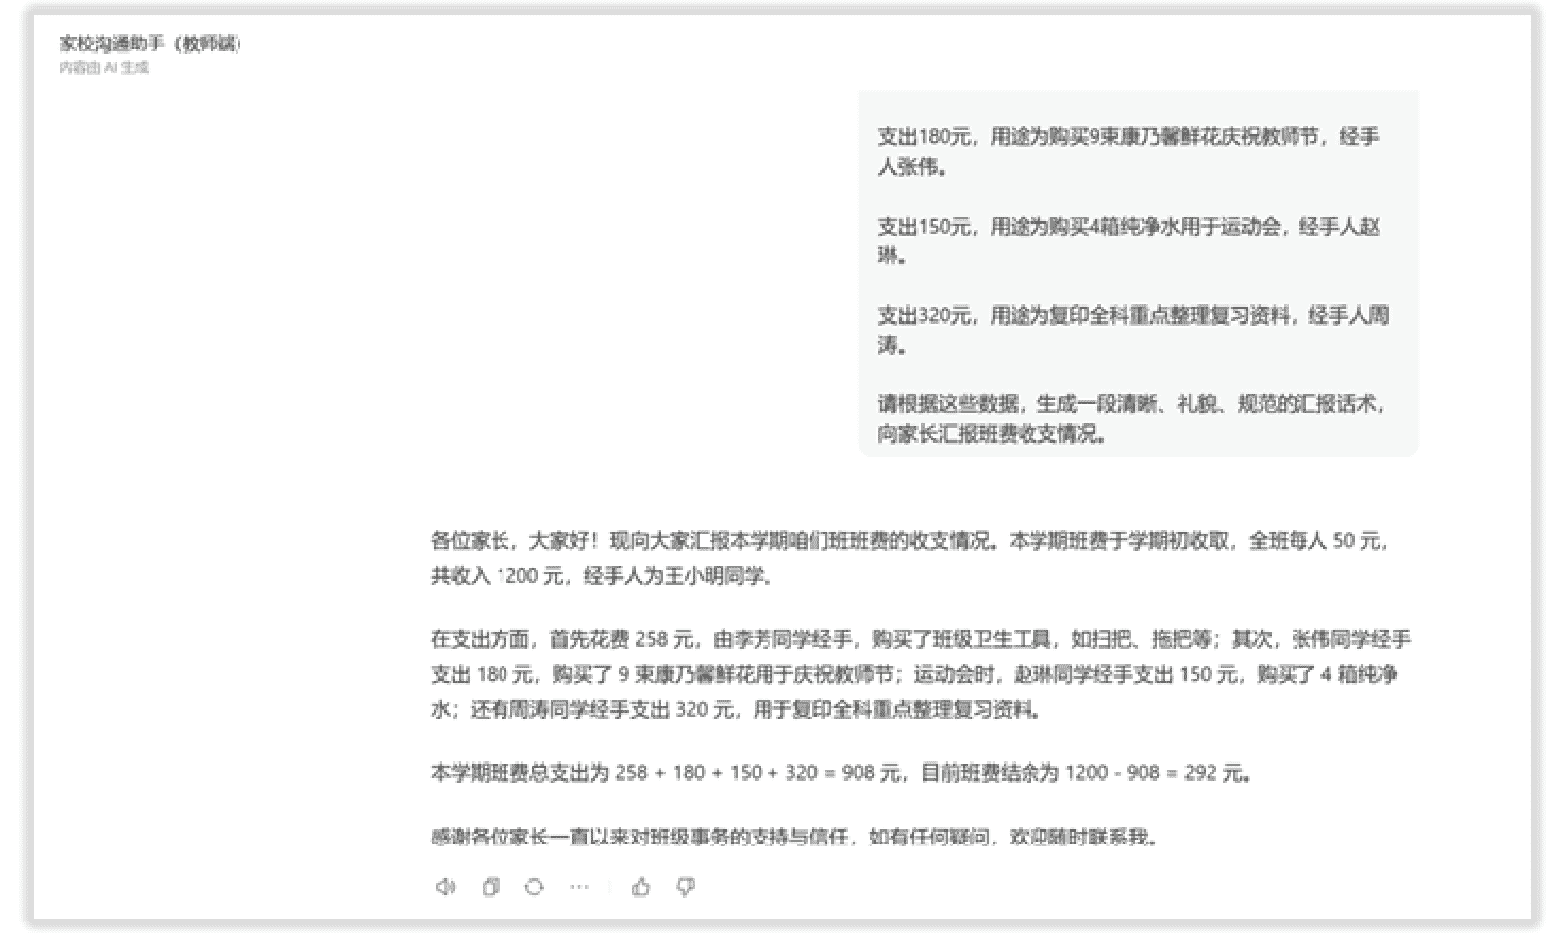 家校沟通助手（教师端）
内容由 AI 生成
支出180元，用途为购买9束康乃馨鲜花庆祝教师节，经手
人张伟。
支出150元，用途为购买4箱纯净水用于运动会，经手人赵
琳。
支出320元，用途为复印全科重点整理复习资料，经手人周
涛。
请根据这些数据，生成一段清晰、礼貌、规范的汇报话术，
向家长汇报班费收支情况。
各位家长，大家好！现向大家汇报本学期咱们班班费的收支情况。本学期班费于学期初收取，全班每人 50 元，
共收入 1200 元，经手人为王小明同学。
在支出方面，首先花费 258 元，由李芳同学经手，购买了班级卫生工具，如扫把、拖把等；其次，张伟同学经手
支出 180 元，购买了 9 束康乃馨鲜花用于庆祝教师节；运动会时，赵琳同学经手支出 150 元，购买了 4 箱纯净
水；还有周涛同学经手支出 320 元，用于复印全科重点整理复习资料。
本学期班费总支出为 258 + 180 + 150 + 320 = 908 元，目前班费结余为 1200 - 908 = 292 元。
感谢各位家长一直以来对班级事务的支持与信任，如有任何疑问，欢迎随时联系我。